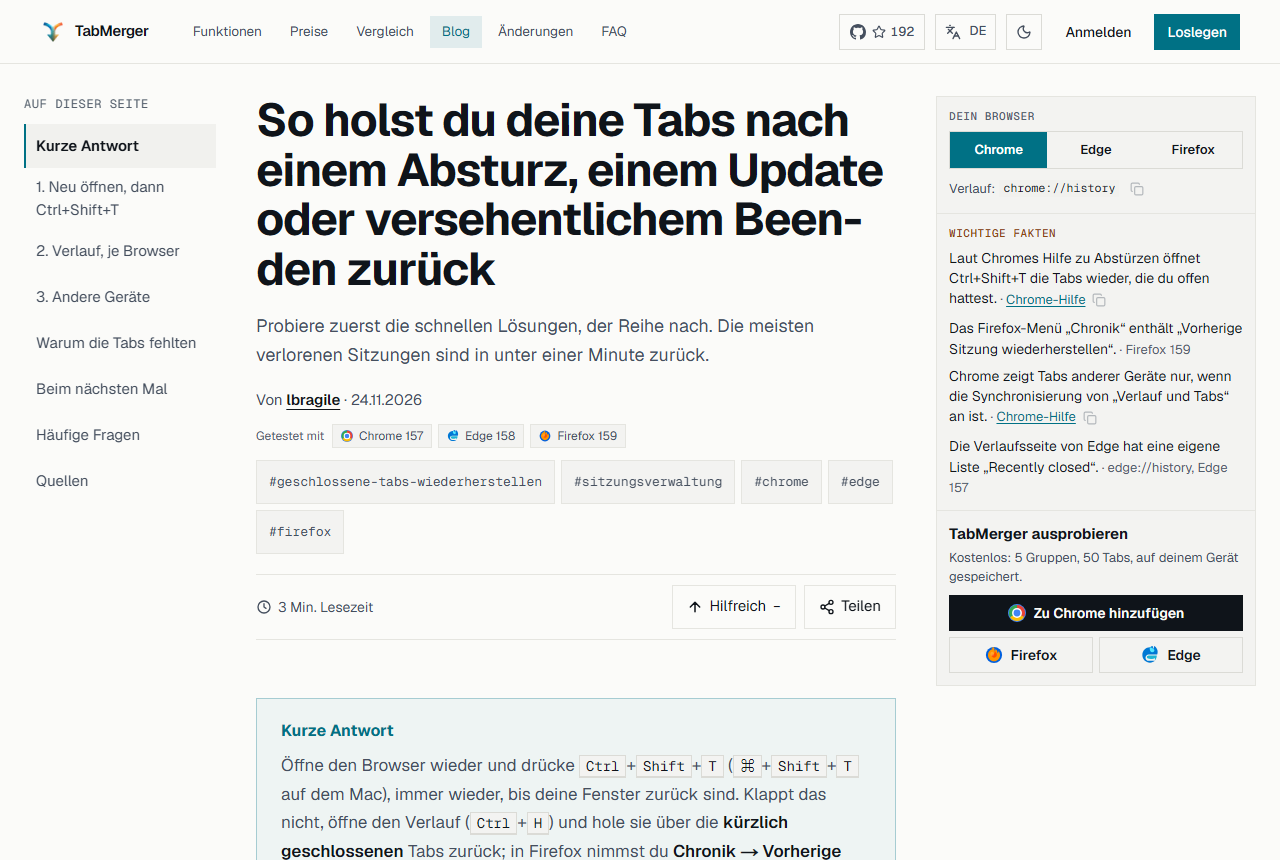 TabMerger
Funktionen
Preise
Vergleich
Blog
Änderungen
FAQ
192
DE
Anmelden
Loslegen
AUF DIESER SEITE
Kurze Antwort
1. Neu öffnen, dann
Ctrl+Shift+T
2. Verlauf, je Browser
3. Andere Geräte
Warum die Tabs fehlten
Beim nächsten Mal
Häufige Fragen
Quellen
So holst du deine Tabs nach
einem Absturz, einem Update
oder versehentlichem Been-
den zurück
Probiere zuerst die schnellen Lösungen, der Reihe nach. Die meisten
verlorenen Sitzungen sind in unter einer Minute zurück.
Von lbragile · 24.11.2026
Getestet mit Chrome 157 Edge 158 Firefox 159
#geschlossene-tabs-wiederherstellen #sitzungsverwaltung #chrome #edge
#firefox
3 Min. Lesezeit
Hilfreich –
Teilen
Kurze Antwort
Öffne den Browser wieder und drücke Ctrl+Shift+T (⌘+Shift+T
auf dem Mac), immer wieder, bis deine Fenster zurück sind. Klappt das
nicht, öffne den Verlauf (Ctrl+H) und hole sie über die kürzlich
geschlossenen Tabs zurück; in Firefox nimmst du Chronik → Vorherige
DEIN BROWSER
Chrome
Edge
Firefox
Verlauf: chrome://history
WICHTIGE FAKTEN
Laut Chromes Hilfe zu Abstürzen öffnet
Ctrl+Shift+T die Tabs wieder, die du offen
hattest. · Chrome-Hilfe
Das Firefox-Menü „Chronik“ enthält „Vorherige
Sitzung wiederherstellen“. · Firefox 159
Chrome zeigt Tabs anderer Geräte nur, wenn
die Synchronisierung von „Verlauf und Tabs“
an ist. · Chrome-Hilfe
Die Verlaufsseite von Edge hat eine eigene
Liste „Recently closed“. · edge://history, Edge
157
TabMerger ausprobieren
Kostenlos: 5 Gruppen, 50 Tabs, auf deinem Gerät
gespeichert.
Zu Chrome hinzufügen
Firefox
Edge